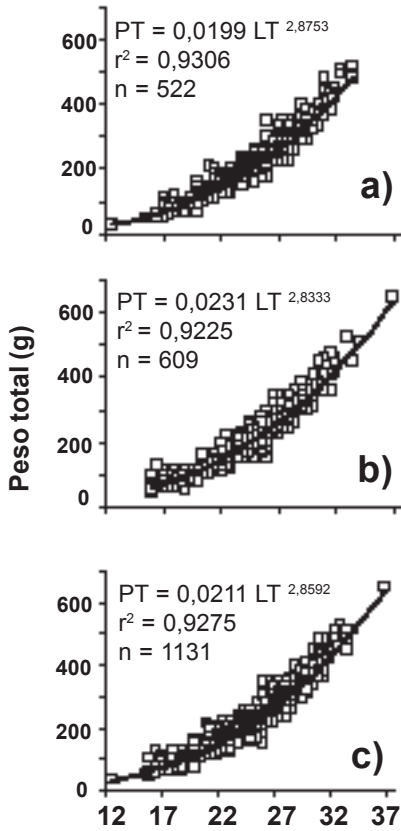 PT = 0,0199 LT 2,8753
600
r² = 0,9306
n = 522
400
200
a)
0
PT = 0,0231 LT 2,8333
600
r² = 0,9225
n = 609
400
Peso total (g)
200
b)
0
PT = 0,0211 LT 2,8592
600
r² = 0,9275
n = 1131
400
200
c)
0
12 17 22 27 32 37